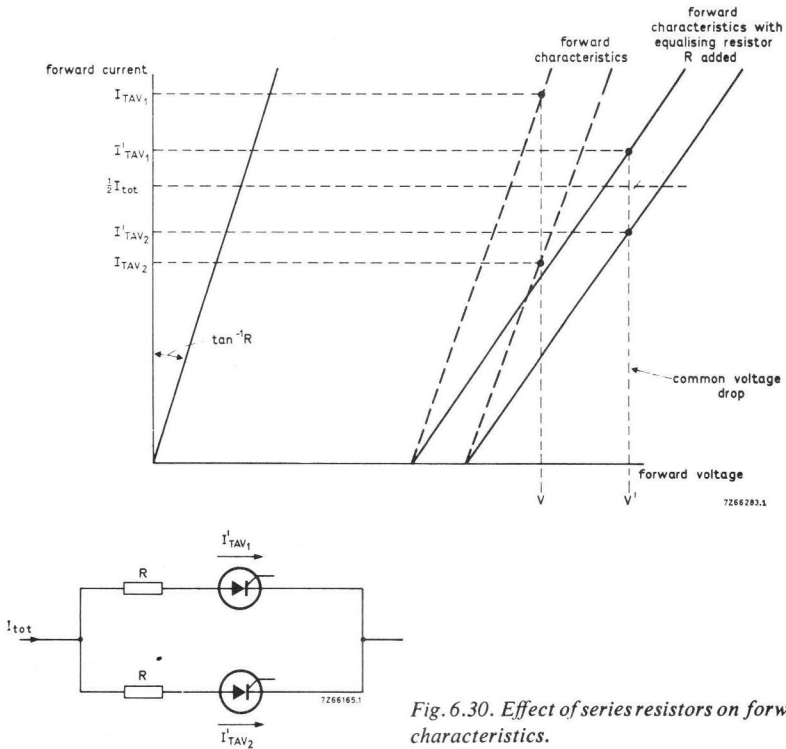 forward
characteristics
forward
characteristics with
equalising resistor
R added
forward current
I_TAV₁
I'_TAV₁
½I_tot
I'_TAV₂
I_TAV₂
tan⁻¹R
common voltage
drop
forward voltage
V
V'
7Z66283.1
I'_TAV₁
R
I_tot
R
7Z66165.1
I'_TAV₂
Fig. 6.30. Effect of series resistors on forw
characteristics.